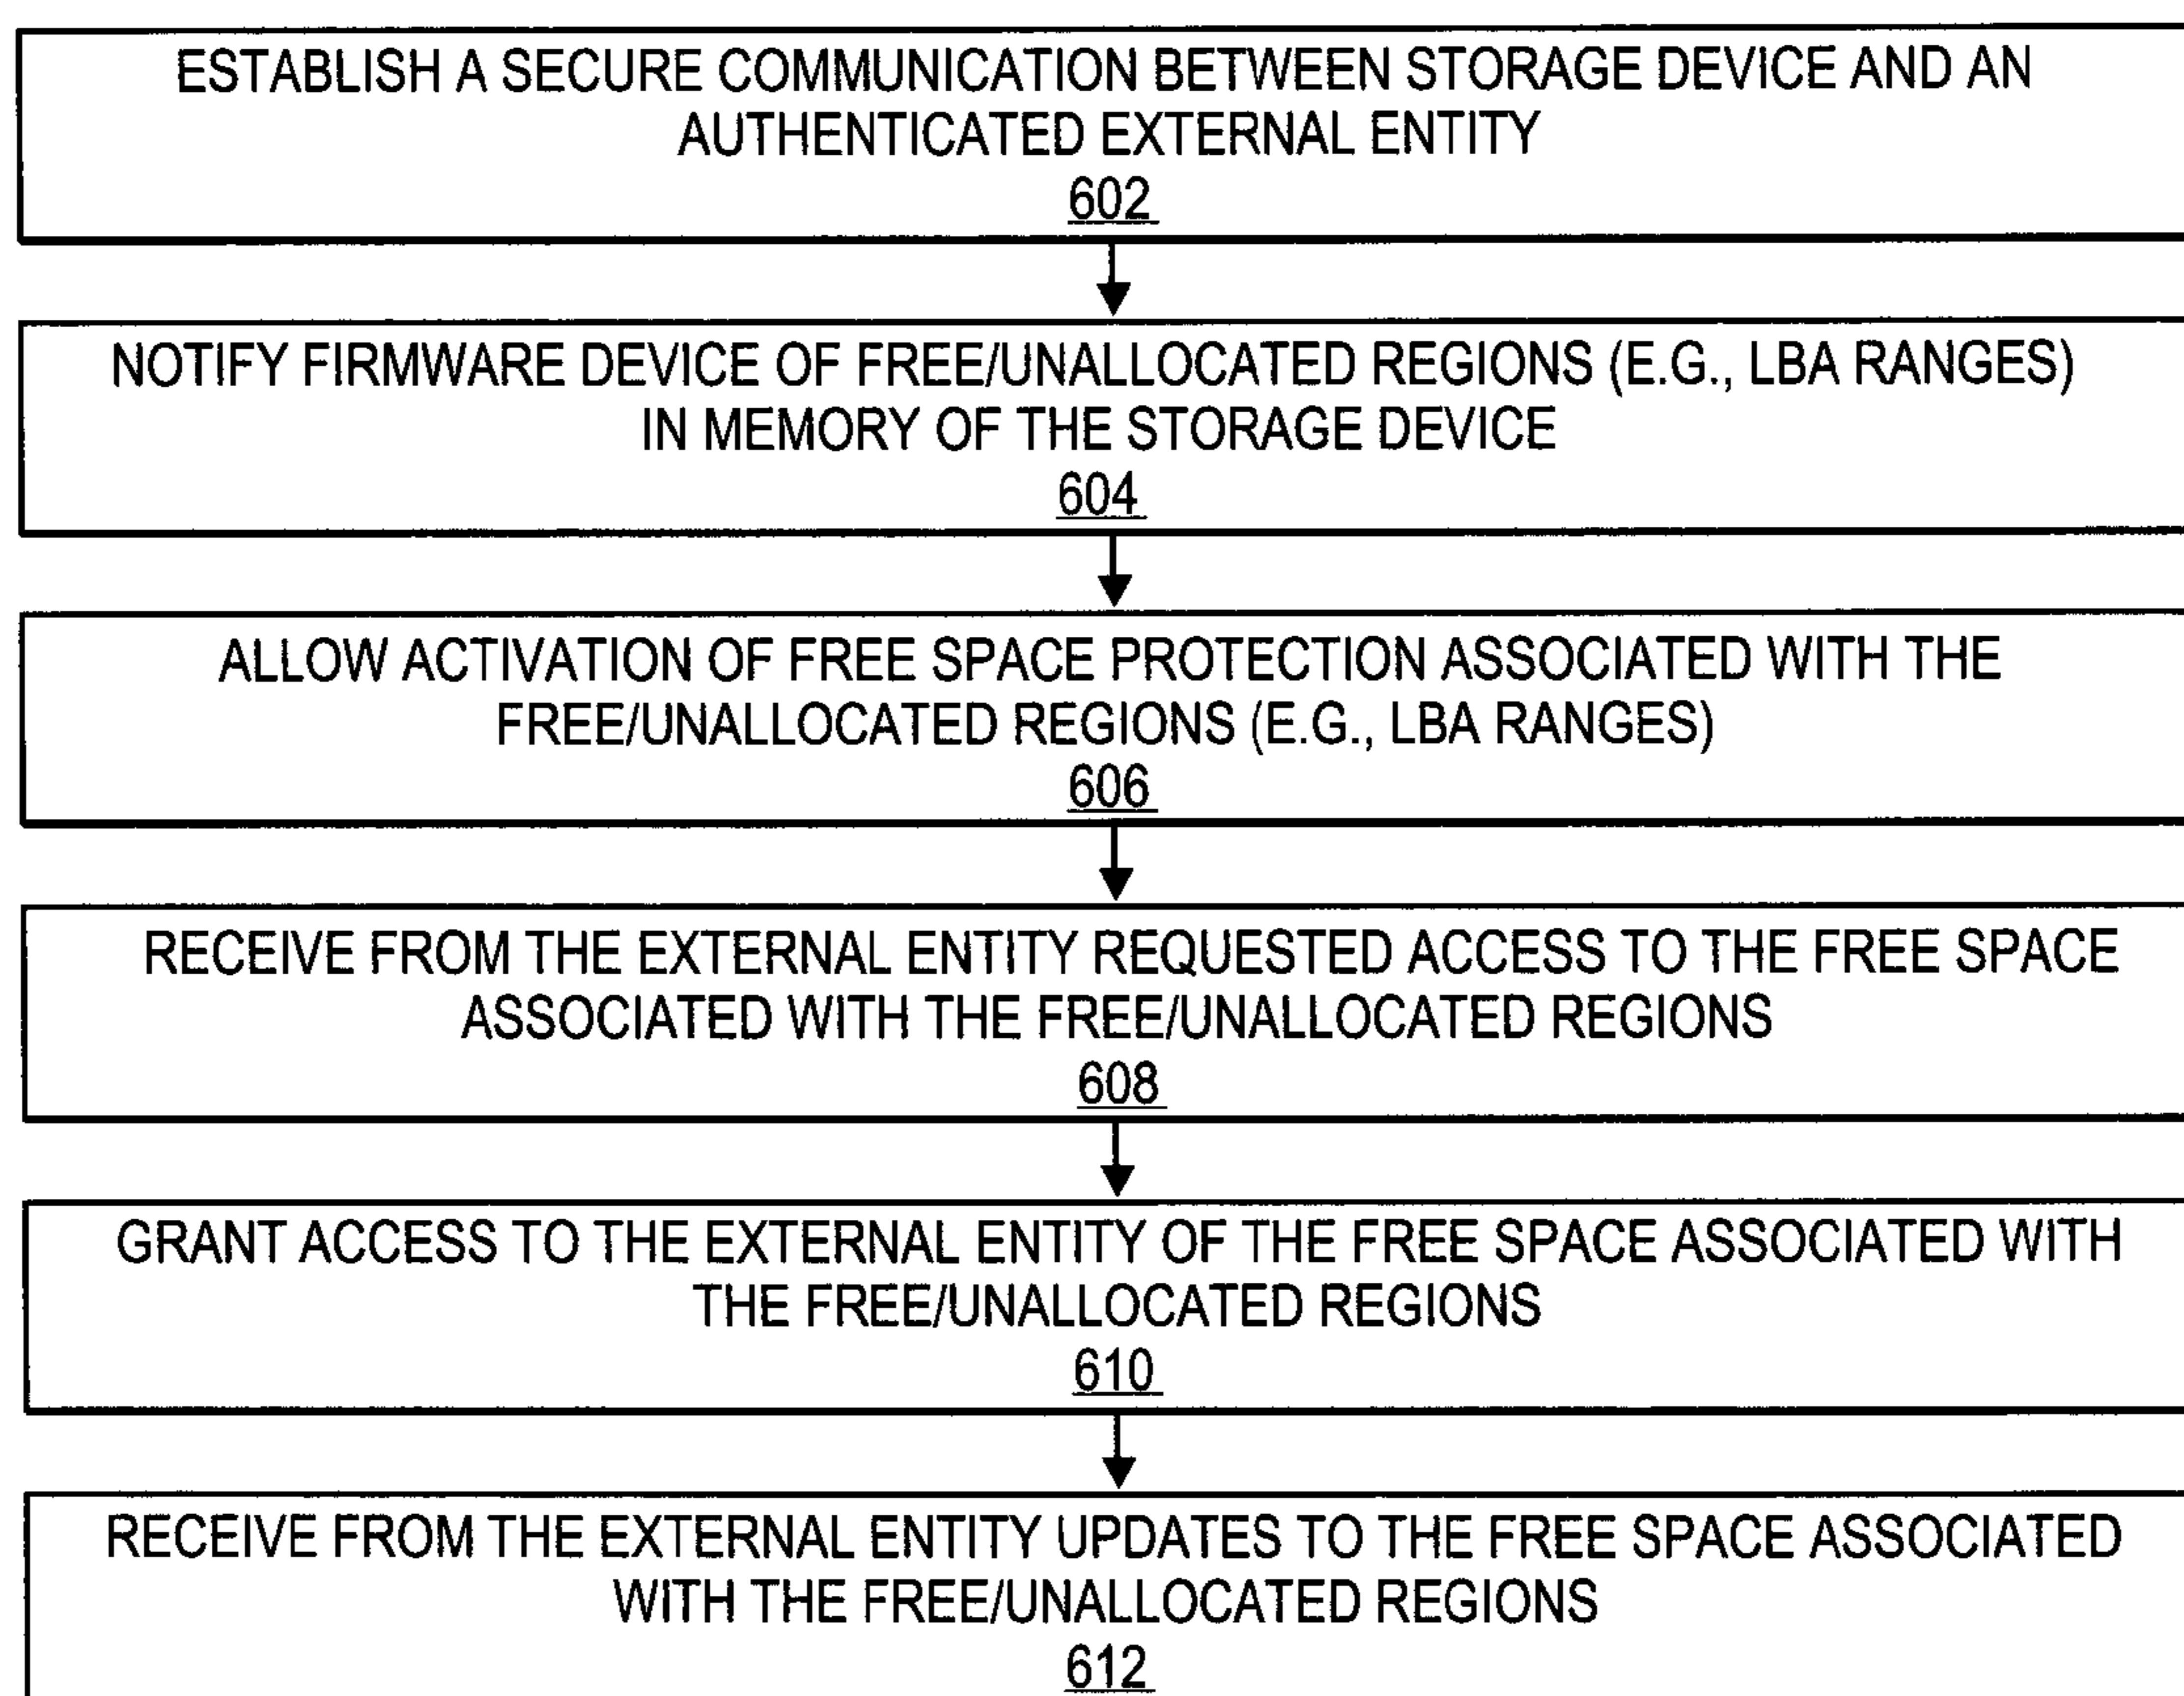 ESTABLISH A SECURE COMMUNICATION BETWEEN STORAGE DEVICE AND AN
AUTHENTICATED EXTERNAL ENTITY
602
NOTIFY FIRMWARE DEVICE OF FREE/UNALLOCATED REGIONS (E.G., LBA RANGES)
IN MEMORY OF THE STORAGE DEVICE
604
ALLOW ACTIVATION OF FREE SPACE PROTECTION ASSOCIATED WITH THE
FREE/UNALLOCATED REGIONS (E.G., LBA RANGES)
606
RECEIVE FROM THE EXTERNAL ENTITY REQUESTED ACCESS TO THE FREE SPACE
ASSOCIATED WITH THE FREE/UNALLOCATED REGIONS
608
GRANT ACCESS TO THE EXTERNAL ENTITY OF THE FREE SPACE ASSOCIATED WITH
THE FREE/UNALLOCATED REGIONS
610
RECEIVE FROM THE EXTERNAL ENTITY UPDATES TO THE FREE SPACE ASSOCIATED
WITH THE FREE/UNALLOCATED REGIONS
612